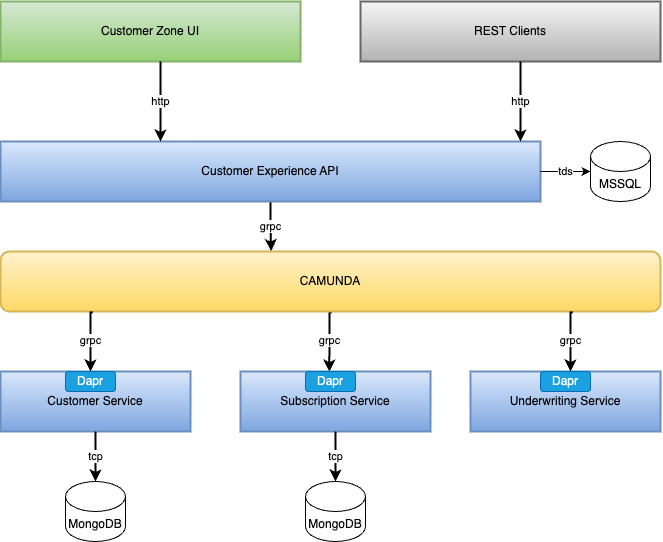 Customer Zone UI
REST Clients
http
http
Customer Experience API
tds
MSSQL
grpc
CAMUNDA
grpc
grpc
grpc
Dapr
Dapr
Dapr
Customer Service
Subscription Service
Underwriting Service
tcp
tcp
MongoDB
MongoDB